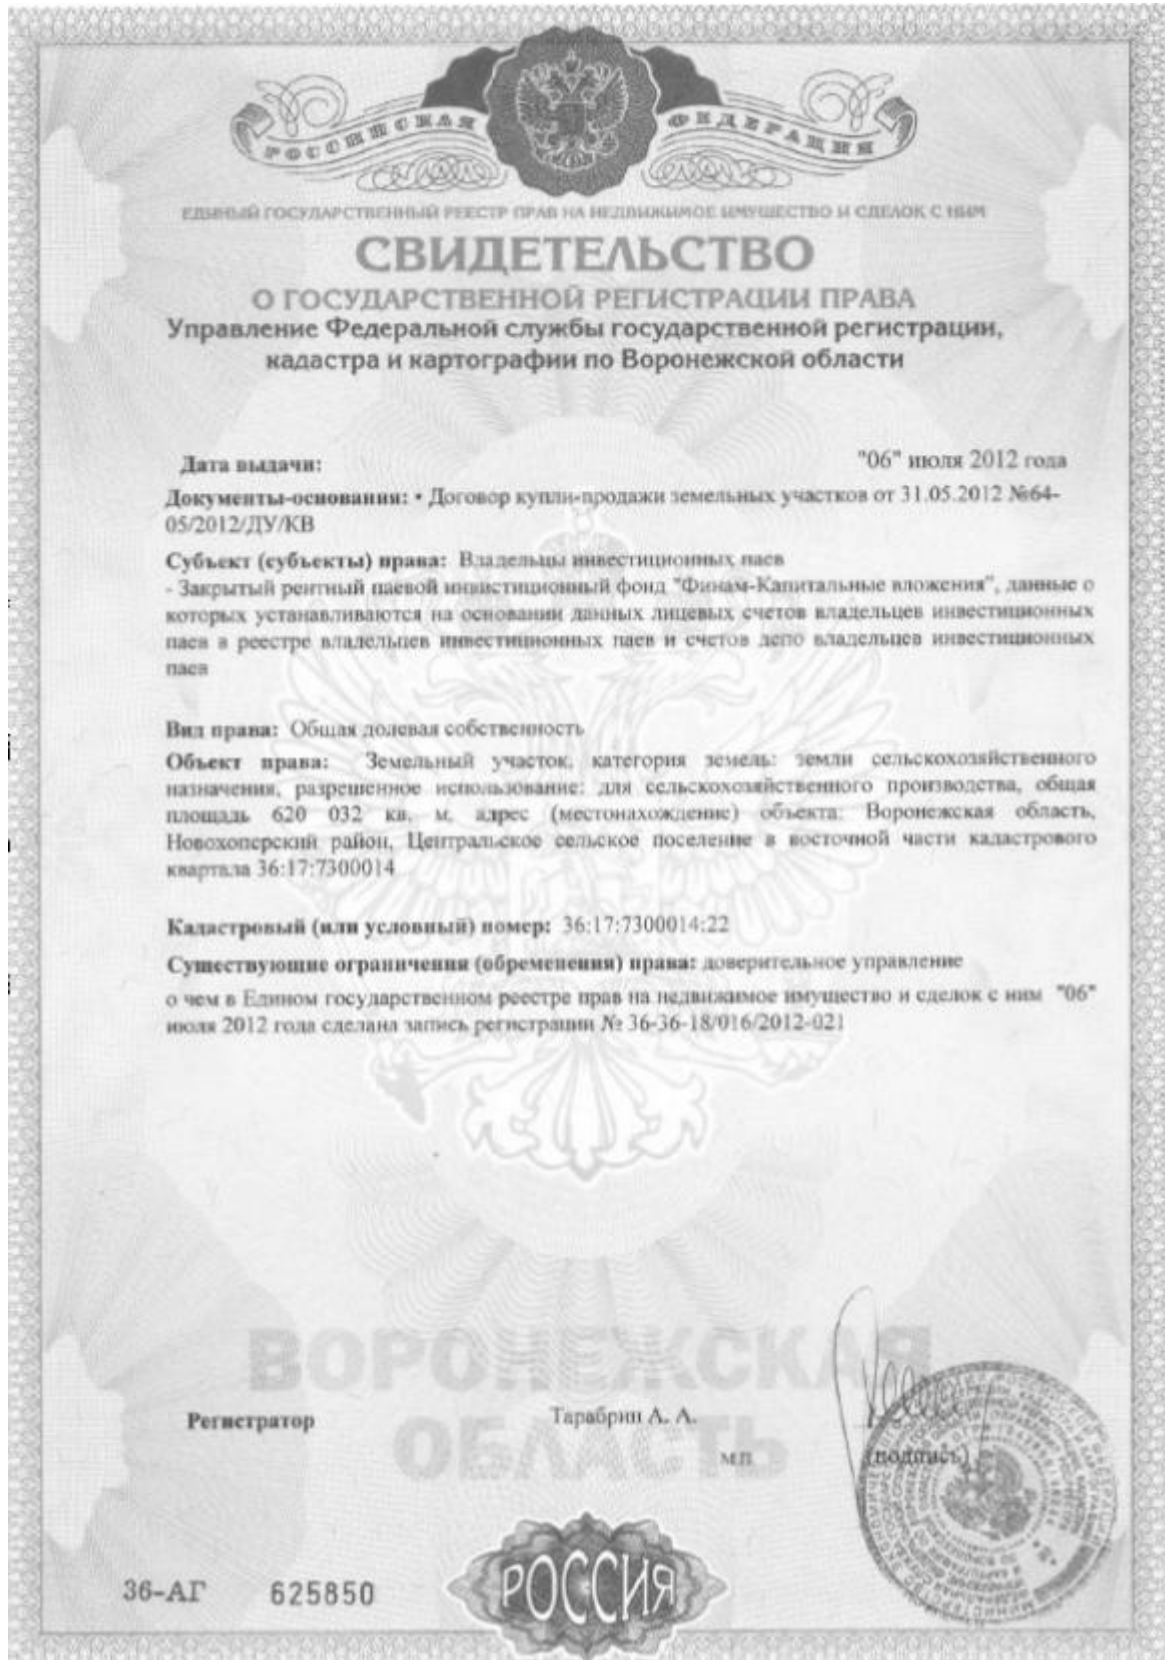 РОССИЙСКАЯ ФЕДЕРАЦИЯ
ЕДИНЫЙ ГОСУДАРСТВЕННЫЙ РЕЕСТР ПРАВ НА НЕДВИЖИМОЕ ИМУЩЕСТВО И СДЕЛОК С НИМ
СВИДЕТЕЛЬСТВО
О ГОСУДАРСТВЕННОЙ РЕГИСТРАЦИИ ПРАВА
Управление Федеральной службы государственной регистрации,
кадастра и картографии по Воронежской области
Дата выдачи: "06" июля 2012 года
Документы-основания: • Договор купли-продажи земельных участков от 31.05.2012 №64-
05/2012/ДУ/КВ
Субъект (субъекты) права: Владельцы инвестиционных паев
- Закрытый рентный паевой инвистиционный фонд "Финам-Капитальные вложения", данные о
которых устанавливаются на основании данных лицевых счетов владельцев инвестиционных
паев в реестре владельцев инвестиционных паев и счетов депо владельцев инвестиционных
паев
Вид права: Общая долевая собственность
Объект права: Земельный участок, категория земель: земли сельскохозяйственного
назначения, разрешенное использование: для сельскохозяйственного производства, общая
площадь 620 032 кв. м, адрес (местонахождение) объекта: Воронежская область,
Новохоперский район, Центральское сельское поселение в восточной части кадастрового
квартала 36:17:7300014
Кадастровый (или условный) номер: 36:17:7300014:22
Существующие ограничения (обременения) права: доверительное управление
о чем в Едином государственном реестре прав на недвижимое имущество и сделок с ним "06"
июля 2012 года сделана запись регистрации № 36-36-18/016/2012-021
ВОРОНЕЖСКАЯ
ОБЛАСТЬ
Регистратор Тарабрин А. А.
м.п. (подпись)
36-АГ 625850
РОССИЯ